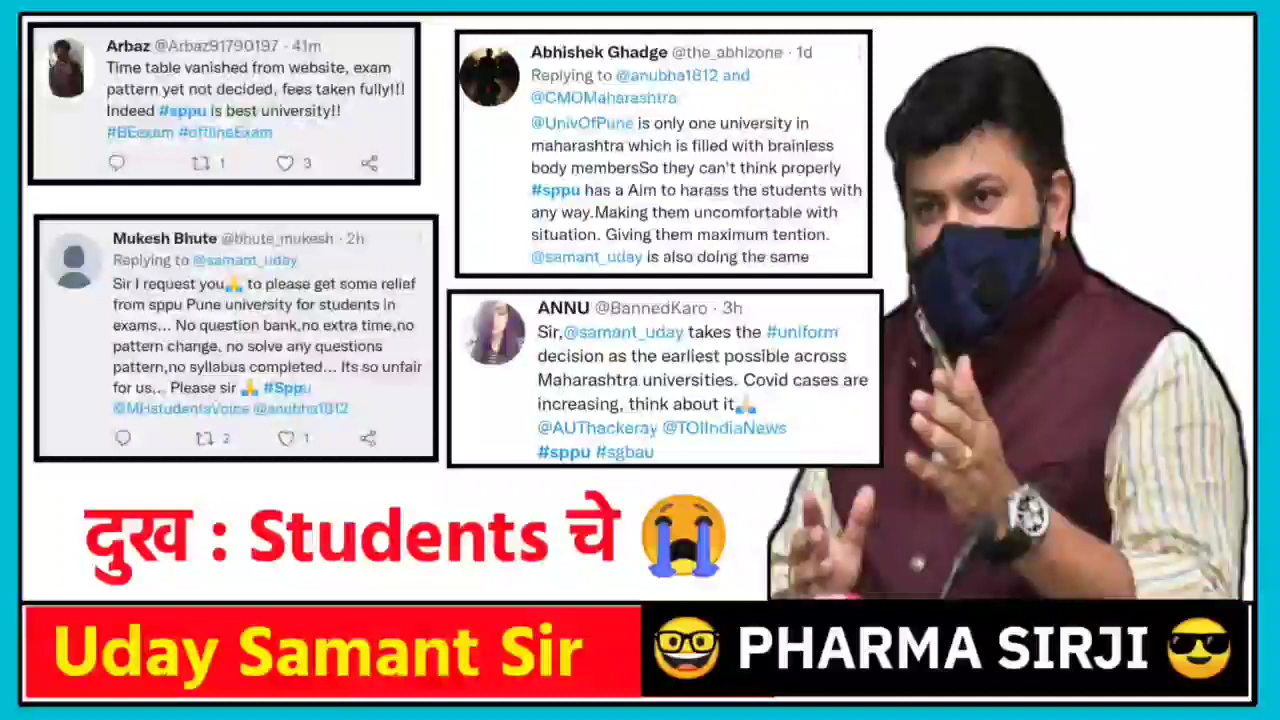 Arbaz @Arbaz91790197 · 41m
Time table vanished from website, exam
pattern yet not decided, fees taken fully!!!
Indeed #sppu is best university!!
#BEexam #offlineExam
1 3
Abhishek Ghadge @the_abhizone · 1d
Replying to @anubha1812 and
@CMOMaharashtra
@UnivOfPune is only one university in
maharashtra which is filled with brainless
body membersSo they can't think properly
#sppu has a Aim to harass the students with
any way.Making them uncomfortable with
situation. Giving them maximum tention.
@samant_uday is also doing the same
Mukesh Bhute @bhute_mukesh · 2h
Replying to @samant_uday
Sir I request you🙏 to please get some relief
from sppu Pune university for students in
exams... No question bank,no extra time,no
pattern change, no solve any questions
pattern,no syllabus completed... Its so unfair
for us... Please sir 🙏 #Sppu
@MHstudentsVoice @anubha1812
2 1
ANNU @BannedKaro · 3h
Sir,@samant_uday takes the #uniform
decision as the earliest possible across
Maharashtra universities. Covid cases are
increasing, think about it🙏
@AUThackeray @TOIIndiaNews
#sppu #sgbau
दुख : Students चे 😭
Uday Samant Sir
🤓 PHARMA SIRJI 😎